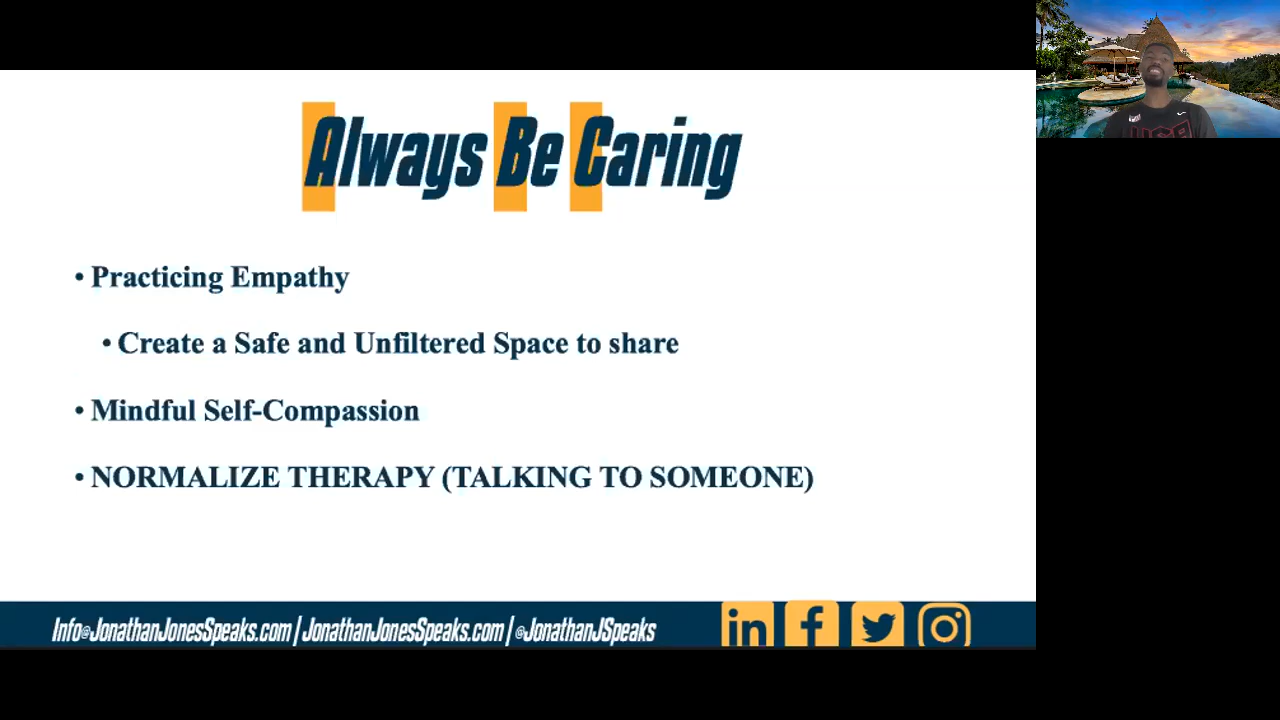 Always Be Caring
• Practicing Empathy
• Create a Safe and Unfiltered Space to share
• Mindful Self-Compassion
• NORMALIZE THERAPY (TALKING TO SOMEONE)
Info@JonathanJonesSpeaks.com | JonathanJonesSpeaks.com | @JonathanJSpeaks
USA